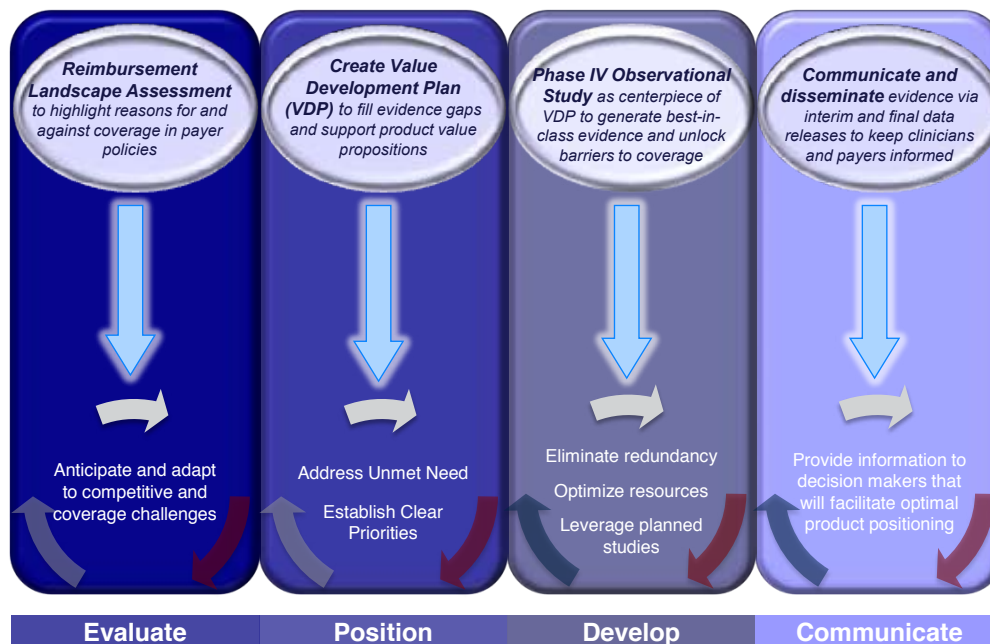 Reimbursement
Landscape Assessment
to highlight reasons for and
against coverage in payer
policies
Anticipate and adapt
to competitive and
coverage challenges
Evaluate
Create Value
Development Plan
(VDP) to fill evidence gaps
and support product value
propositions
Address Unmet Need
Establish Clear
Priorities
Position
Phase IV Observational
Study as centerpiece of
VDP to generate best-in-
class evidence and unlock
barriers to coverage
Eliminate redundancy
Optimize resources
Leverage planned
studies
Develop
Communicate and
disseminate evidence via
interim and final data
releases to keep clinicians
and payers informed
Provide information to
decision makers that
will facilitate optimal
product positioning
Communicate